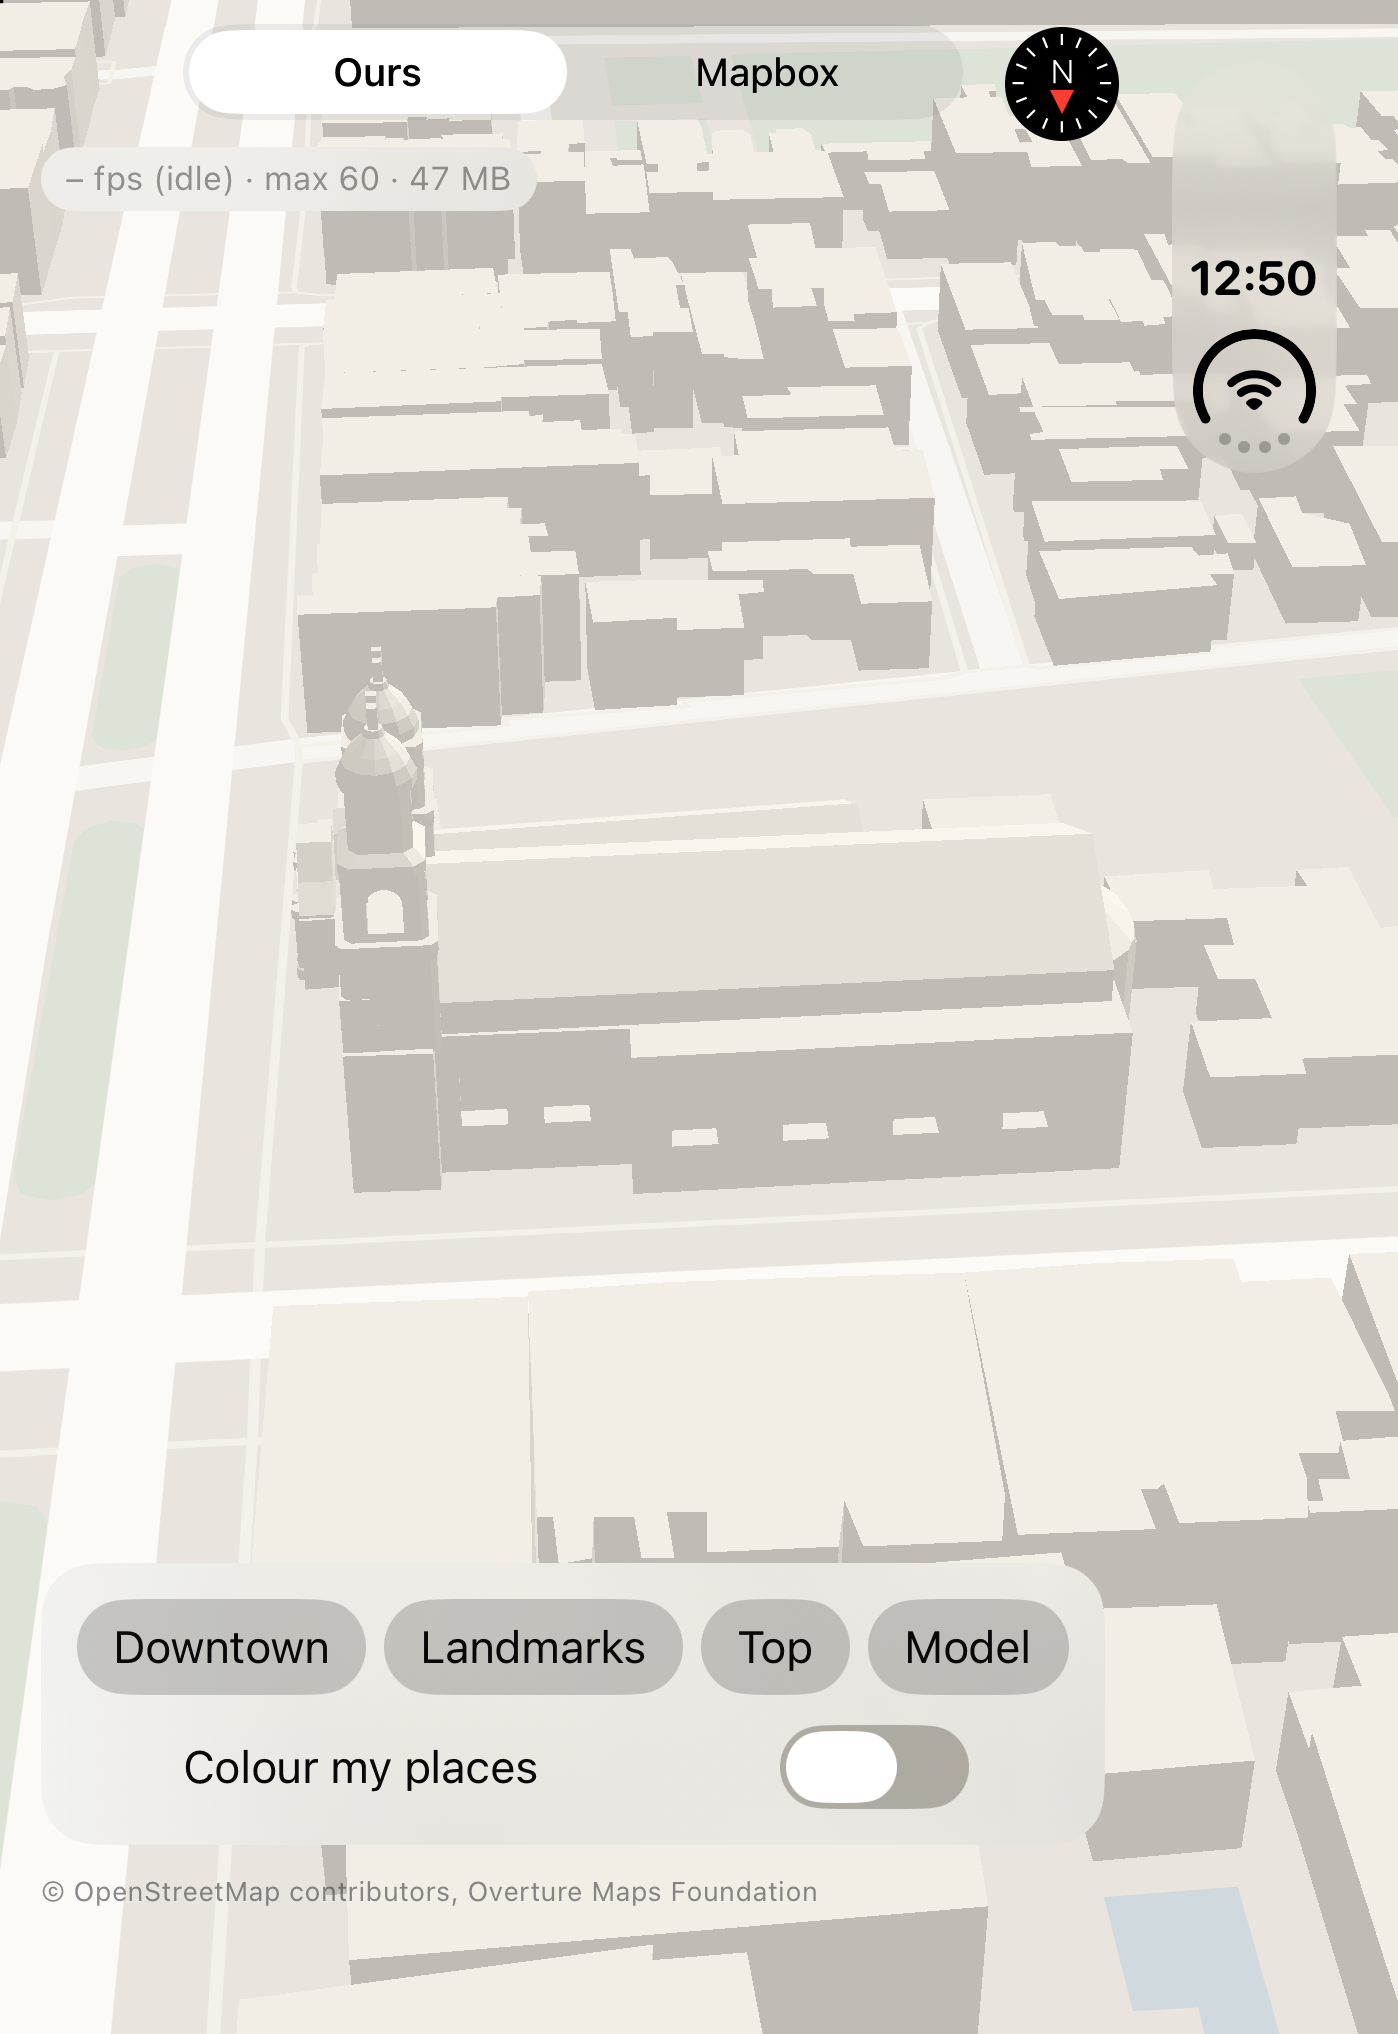 Ours
Mapbox
N
– fps (idle) · max 60 · 47 MB
12:50
Downtown
Landmarks
Top
Model
Colour my places
© OpenStreetMap contributors, Overture Maps Foundation